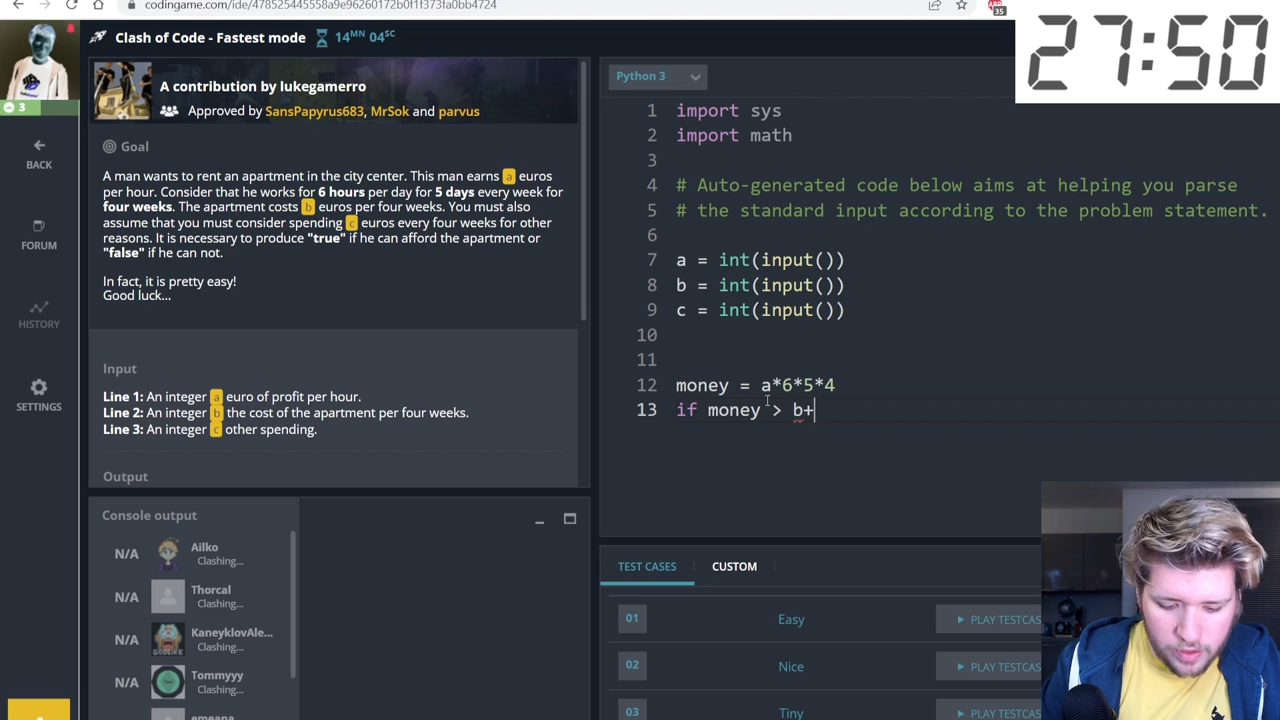 codingame.com/ide/478525445558a9e96260172b0f1f373fa0bb4724
35
27:50
Clash of Code - Fastest mode
14MN 04SC
3
BACK
FORUM
HISTORY
SETTINGS
A contribution by lukegamerro
Approved by SansPapyrus683, MrSok and parvus
Goal
A man wants to rent an apartment in the city center. This man earns a euros
per hour. Consider that he works for 6 hours per day for 5 days every week for
four weeks. The apartment costs b euros per four weeks. You must also
assume that you must consider spending c euros every four weeks for other
reasons. It is necessary to produce "true" if he can afford the apartment or
"false" if he can not.
In fact, it is pretty easy!
Good luck...
Input
Line 1: An integer a euro of profit per hour.
Line 2: An integer b the cost of the apartment per four weeks.
Line 3: An integer c other spending.
Output
Console output
N/A Ailko
Clashing...
N/A Thorcal
Clashing...
N/A KaneyklovAle...
Clashing...
N/A Tommyyy
Clashing...
Python 3
1 import sys
2 import math
3
4 # Auto-generated code below aims at helping you parse
5 # the standard input according to the problem statement.
6
7 a = int(input())
8 b = int(input())
9 c = int(input())
10
11
12 money = a*6*5*4
13 if money > b+
TEST CASES CUSTOM
01 Easy PLAY TESTCAS
02 Nice PLAY TESTCAS
03 Tiny PLAY TESTCAS